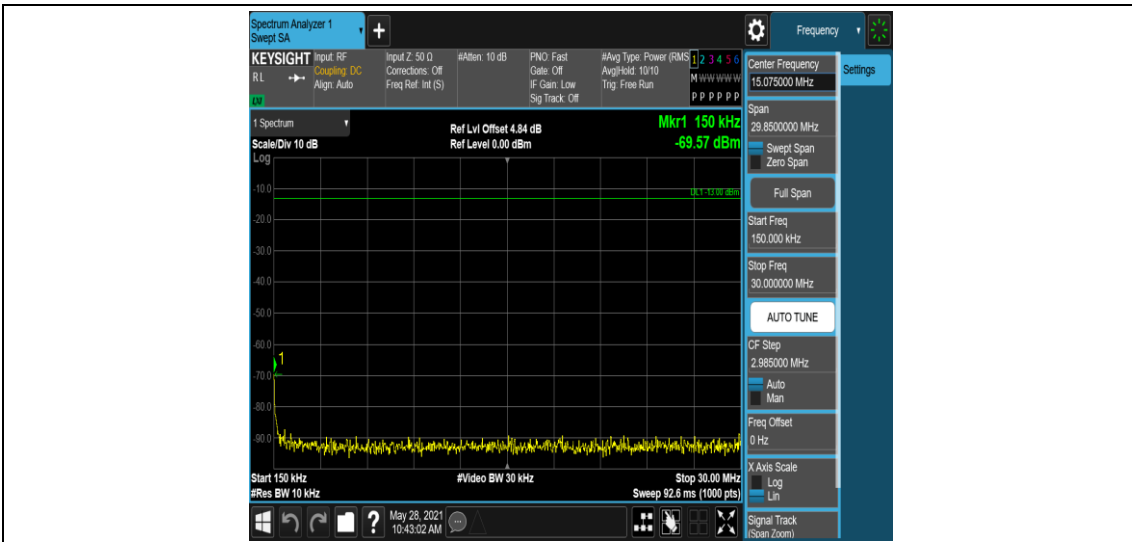 Spectrum Analyzer 1
Swept SA
+
Frequency
KEYSIGHT
Input: RF
Input Z: 50 Ω
#Atten: 10 dB
PNO: Fast
#Avg Type: Power (RMS
1 2 3 4 5 6
RL
Coupling: DC
Corrections: Off
Gate: Off
Avg|Hold: 10/10
M W W W W W
Align: Auto
Freq Ref: Int (S)
IF Gain: Low
Trig: Free Run
Sig Track: Off
P P P P P P
LXI
Center Frequency
15.075000 MHz
Settings
Span
29.8500000 MHz
Swept Span
Zero Span
Full Span
Start Freq
150.000 kHz
Stop Freq
30.000000 MHz
AUTO TUNE
CF Step
2.985000 MHz
Auto
Man
Freq Offset
0 Hz
X Axis Scale
Log
Lin
Signal Track
(Span Zoom)
1 Spectrum
Ref Lvl Offset 4.84 dB
Mkr1 150 kHz
Scale/Div 10 dB
Ref Level 0.00 dBm
-69.57 dBm
Log
-10.0
DL1 -13.00 dBm
-20.0
-30.0
-40.0
-50.0
-60.0
1
-70.0
-80.0
-90.0
Start 150 kHz
#Video BW 30 kHz
Stop 30.00 MHz
#Res BW 10 kHz
Sweep 92.6 ms (1000 pts)
?
May 28, 2021
10:43:02 AM